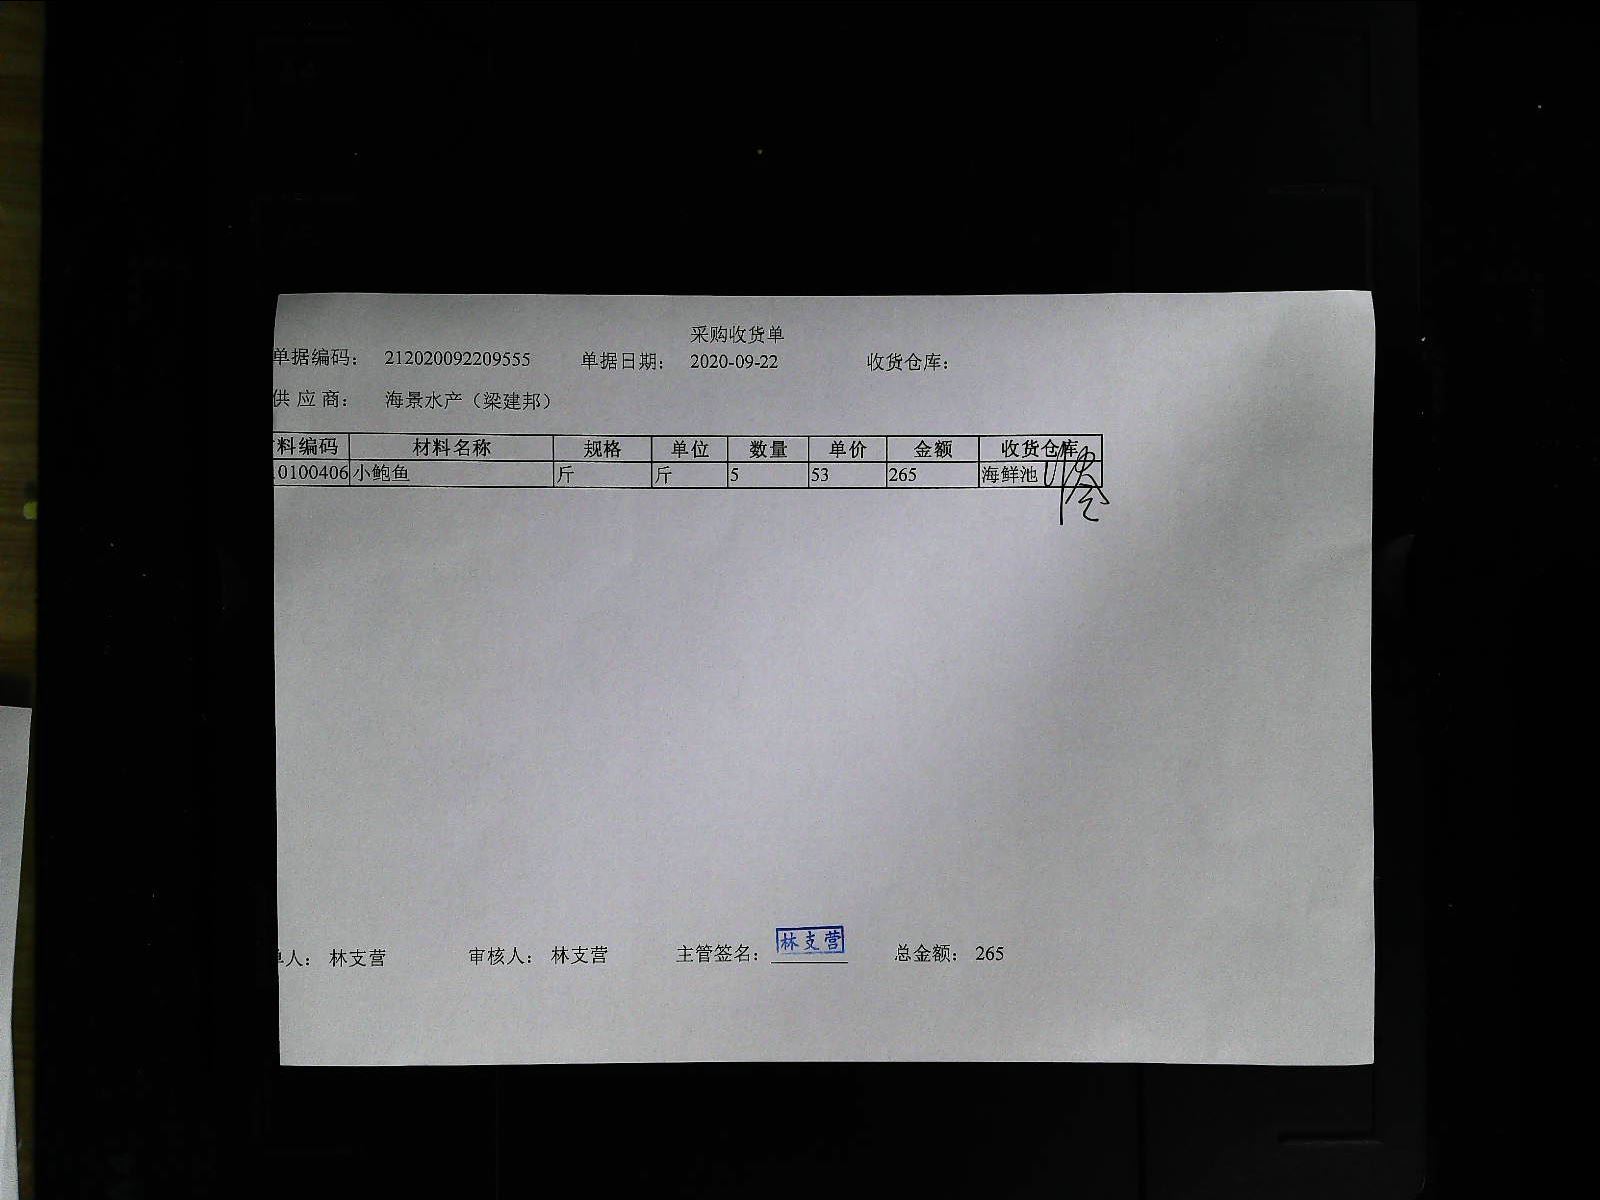 采购收货单
单据编码： 212020092209555 单据日期： 2020-09-22 收货仓库：
供 应 商： 海景水产（梁建邦）
料编码 材料名称 规格 单位 数量 单价 金额 收货仓库
0100406 小鲍鱼 斤 斤 5 53 265 海鲜池
单人： 林支营 审核人： 林支营 主管签名： 林支营 总金额： 265